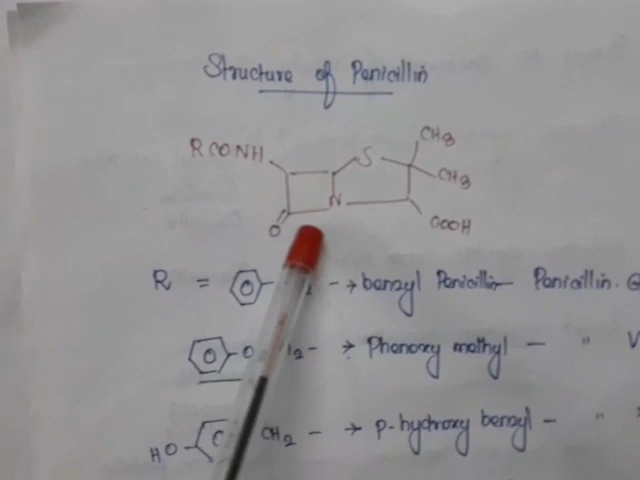 Structure of Penicillin
RCONH
S
CH3
CH3
N
O
COOH
R = - → benzyl Penicillin - Penicillin. G
O - → Phenoxy methyl - " V
HO CH2 - → p-hydroxy benzyl - "